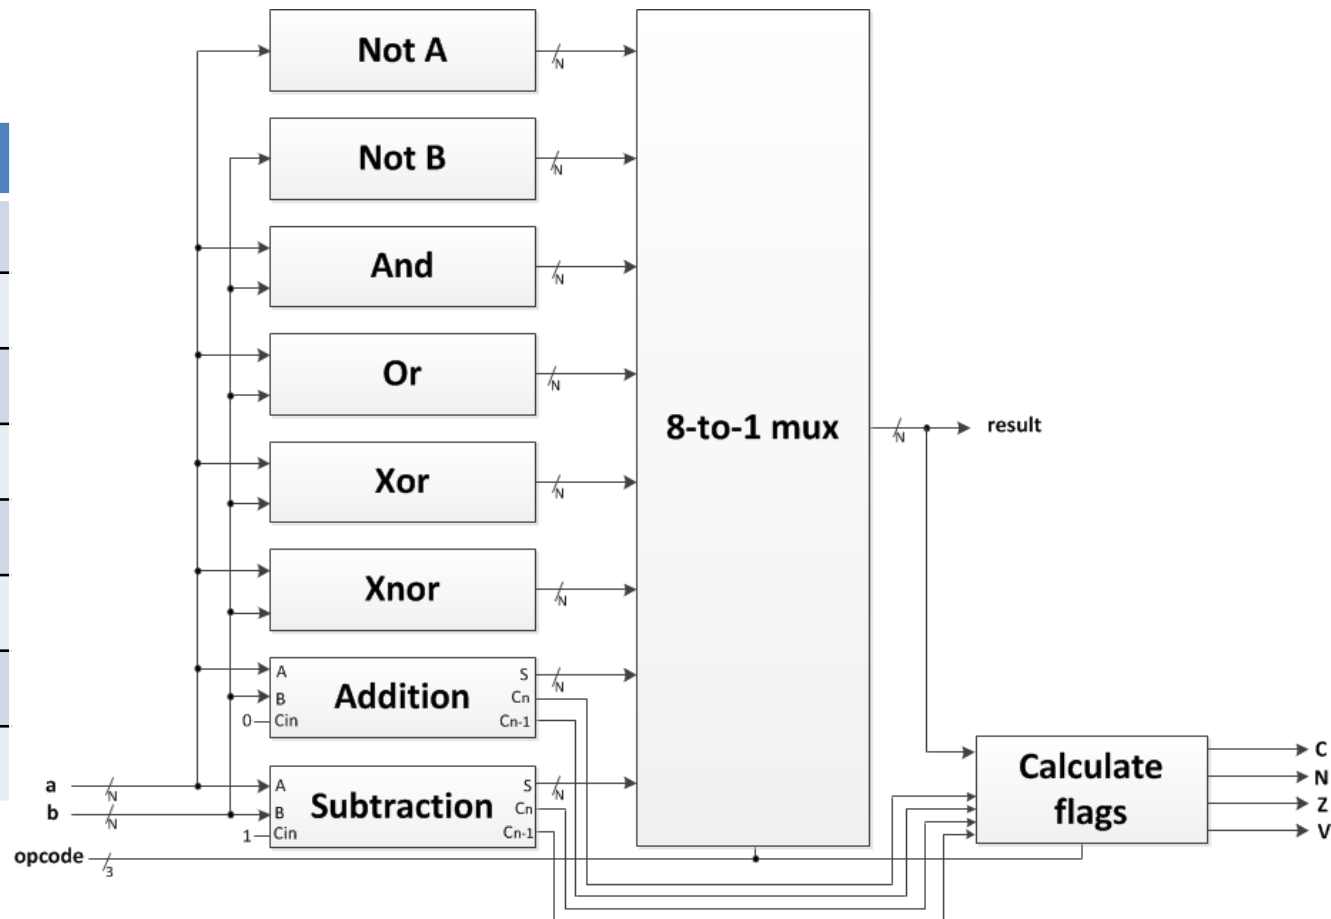 Not A
N
Not B
N
And
N
Or
N
Xor
N
Xnor
N
A
B
0
Cin
Addition
S
Cn
Cn-1
N
a
N
b
N
A
B
1
Cin
Subtraction
S
Cn
Cn-1
N
opcode
3
8-to-1 mux
N
result
Calculate
flags
C
N
Z
V